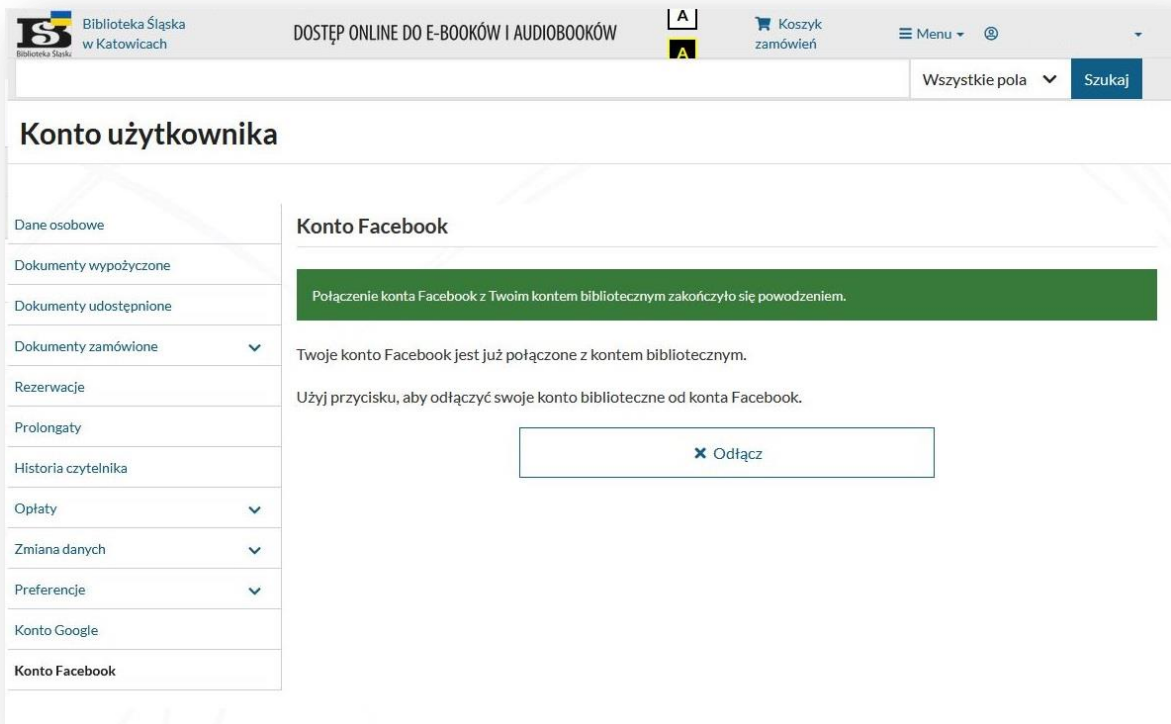 Biblioteka Śląska
w Katowicach
Biblioteka Śląska
DOSTĘP ONLINE DO E-BOOKÓW I AUDIOBOOKÓW
A
A
Koszyk
zamówień
Menu
Wszystkie pola
Szukaj
Konto użytkownika
Dane osobowe
Dokumenty wypożyczone
Dokumenty udostępnione
Dokumenty zamówione
Rezerwacje
Prolongaty
Historia czytelnika
Opłaty
Zmiana danych
Preferencje
Konto Google
Konto Facebook
Konto Facebook
Połączenie konta Facebook z Twoim kontem bibliotecznym zakończyło się powodzeniem.
Twoje konto Facebook jest już połączone z kontem bibliotecznym.
Użyj przycisku, aby odłączyć swoje konto biblioteczne od konta Facebook.
Odłącz